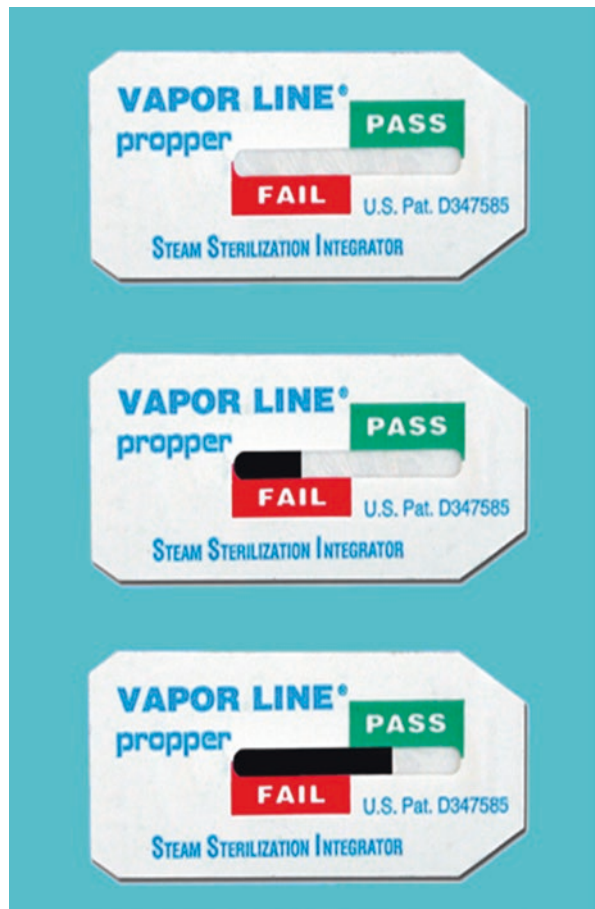 VAPOR LINE®
PASS
propper
FAIL
U.S. Pat. D347585
STEAM STERILIZATION INTEGRATOR
VAPOR LINE®
PASS
propper
FAIL
U.S. Pat. D347585
STEAM STERILIZATION INTEGRATOR
VAPOR LINE®
PASS
propper
FAIL
U.S. Pat. D347585
STEAM STERILIZATION INTEGRATOR